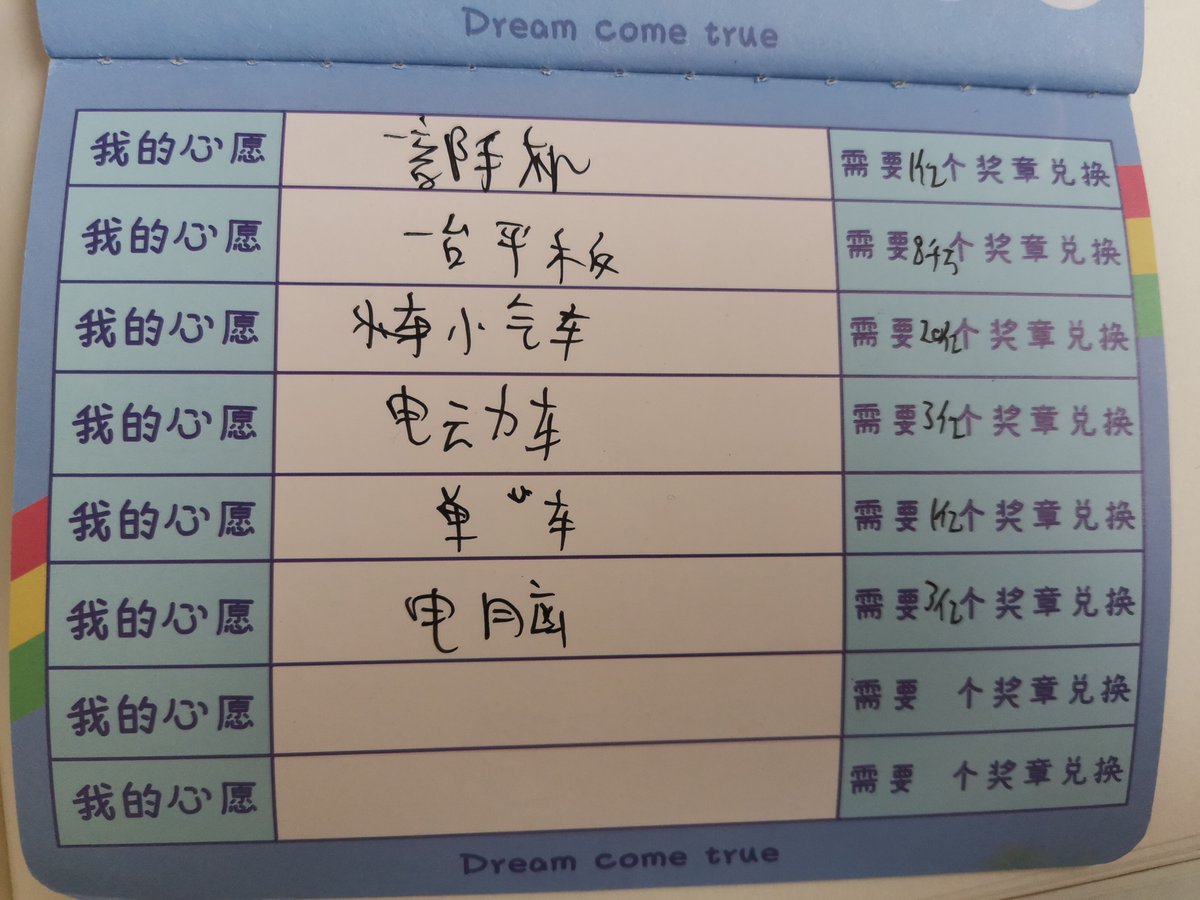 Dream come true
我的心愿 一部手机 需要1亿个奖章兑换
我的心愿 一台平板 需要8千万个奖章兑换
我的心愿 小气车 需要20亿个奖章兑换
我的心愿 电动车 需要3亿个奖章兑换
我的心愿 单车 需要1亿个奖章兑换
我的心愿 电脑 需要3亿个奖章兑换
我的心愿 需要 个奖章兑换
我的心愿 需要 个奖章兑换
Dream come true